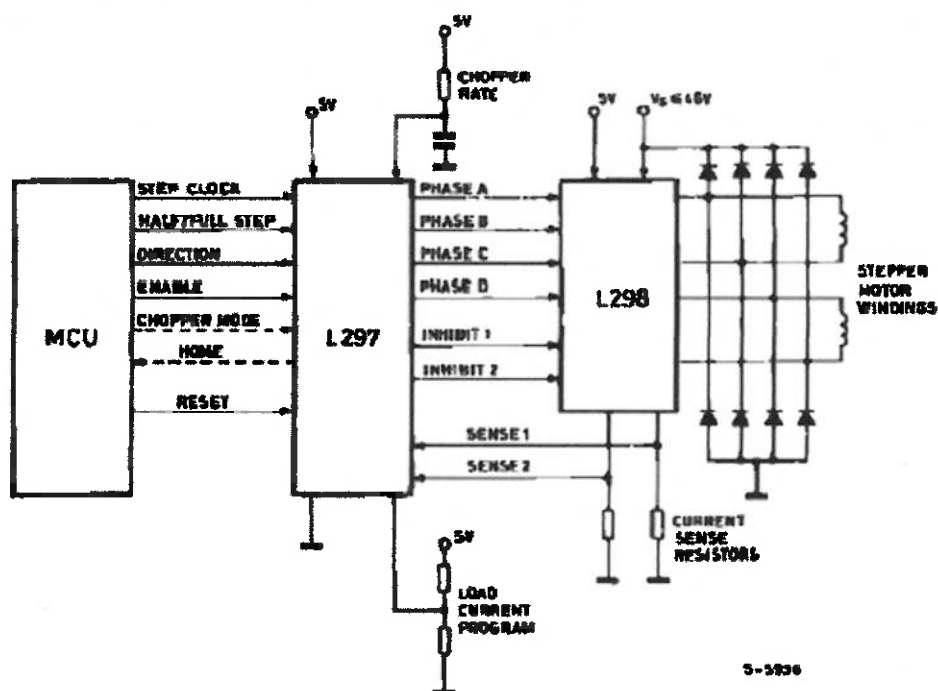 5V
CHOPPER
RATE
5V
5V
Vs ≤ 46V
STEP CLOCK
HALF/FULL STEP
DIRECTION
ENABLE
CHOPPER MODE
HOME
RESET
MCU
L297
PHASE A
PHASE B
PHASE C
PHASE D
INHIBIT 1
INHIBIT 2
SENSE 1
SENSE 2
L298
STEPPER
MOTOR
WINDINGS
CURRENT
SENSE
RESISTORS
5V
LOAD
CURRENT
PROGRAM